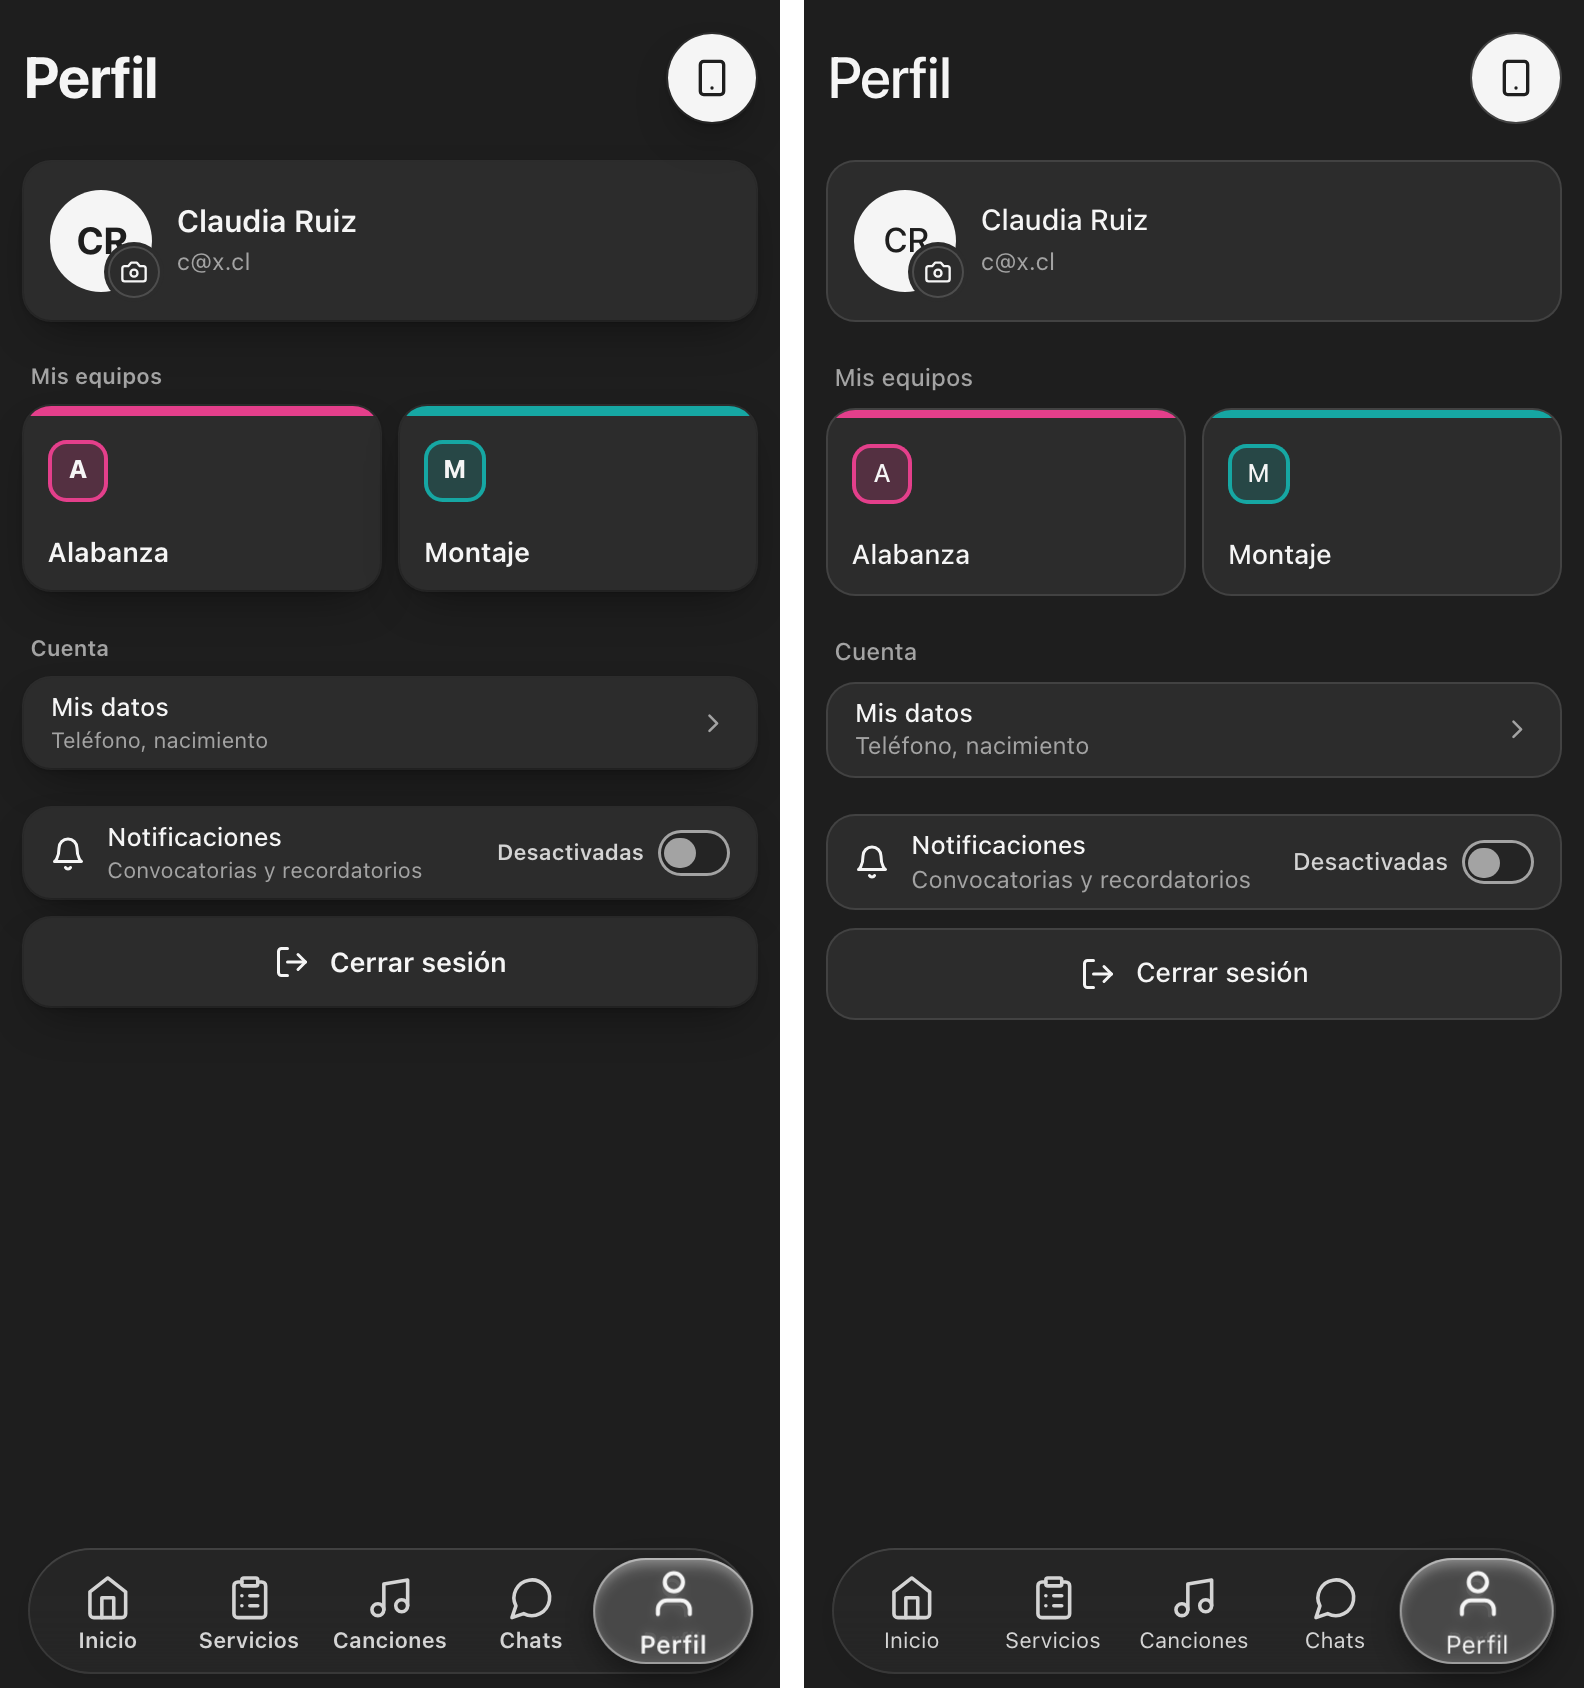 Perfil
CR
Claudia Ruiz
c@x.cl
Mis equipos
A
M
Alabanza
Montaje
Cuenta
Mis datos
Teléfono, nacimiento
Notificaciones
Convocatorias y recordatorios
Desactivadas
Cerrar sesión
Inicio
Servicios
Canciones
Chats
Perfil
Perfil
CR
Claudia Ruiz
c@x.cl
Mis equipos
A
M
Alabanza
Montaje
Cuenta
Mis datos
Teléfono, nacimiento
Notificaciones
Convocatorias y recordatorios
Desactivadas
Cerrar sesión
Inicio
Servicios
Canciones
Chats
Perfil